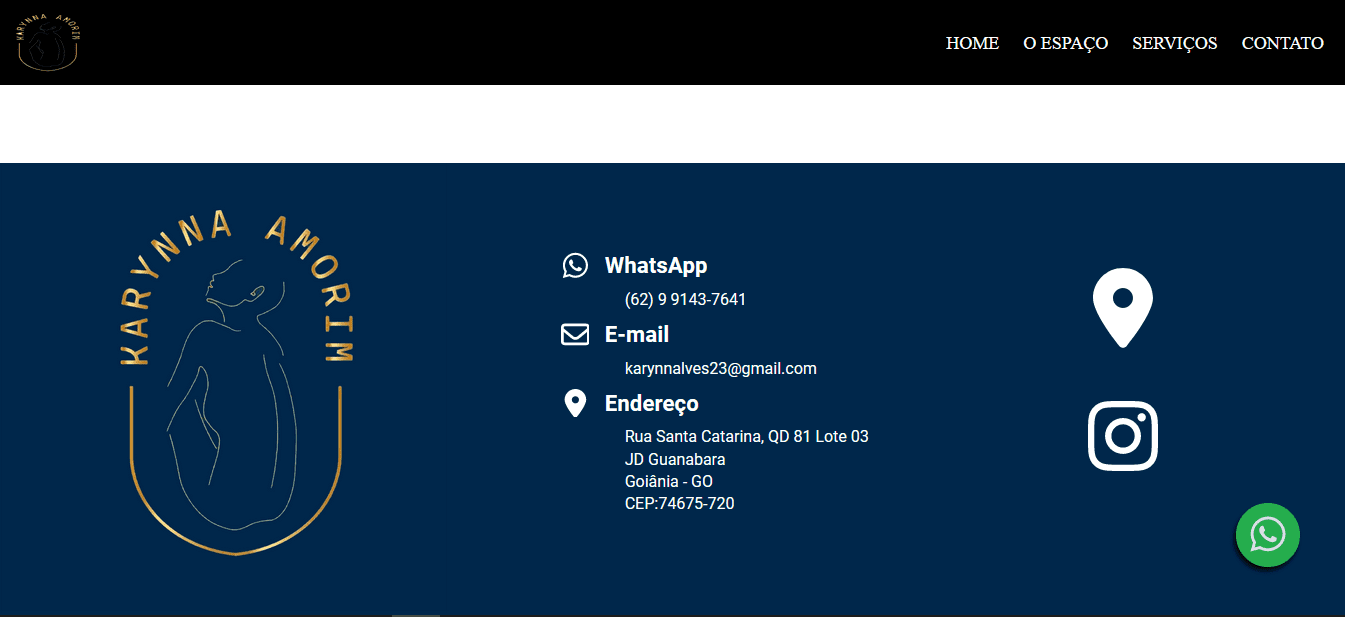 KARYNNA AMORIM
HOME O ESPAÇO SERVIÇOS CONTATO
KARYNNA AMORIM
WhatsApp
(62) 9 9143-7641
E-mail
karynnalves23@gmail.com
Endereço
Rua Santa Catarina, QD 81 Lote 03
JD Guanabara
Goiânia - GO
CEP:74675-720